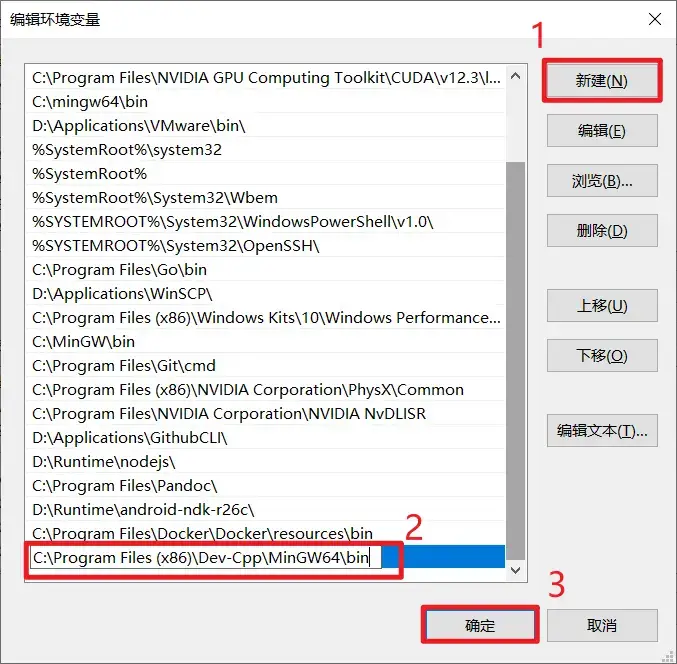 编辑环境变量
1
C:\Program Files\NVIDIA GPU Computing Toolkit\CUDA\v12.3\l...
新建(N)
C:\mingw64\bin
D:\Applications\VMware\bin\
编辑(E)
%SystemRoot%\system32
%SystemRoot%
浏览(B)...
%SystemRoot%\System32\Wbem
%SYSTEMROOT%\System32\WindowsPowerShell\v1.0\
删除(D)
%SYSTEMROOT%\System32\OpenSSH\
C:\Program Files\Go\bin
D:\Applications\WinSCP\
上移(U)
C:\Program Files (x86)\Windows Kits\10\Windows Performance...
C:\MinGW\bin
下移(O)
C:\Program Files\Git\cmd
C:\Program Files (x86)\NVIDIA Corporation\PhysX\Common
C:\Program Files\NVIDIA Corporation\NVIDIA NvDLISR
编辑文本(T)...
D:\Applications\GithubCLI\
D:\Runtime\nodejs\
C:\Program Files\Pandoc\
D:\Runtime\android-ndk-r26c\
C:\Program Files\Docker\Docker\resources\bin
2
C:\Program Files (x86)\Dev-Cpp\MinGW64\bin
3
确定
取消